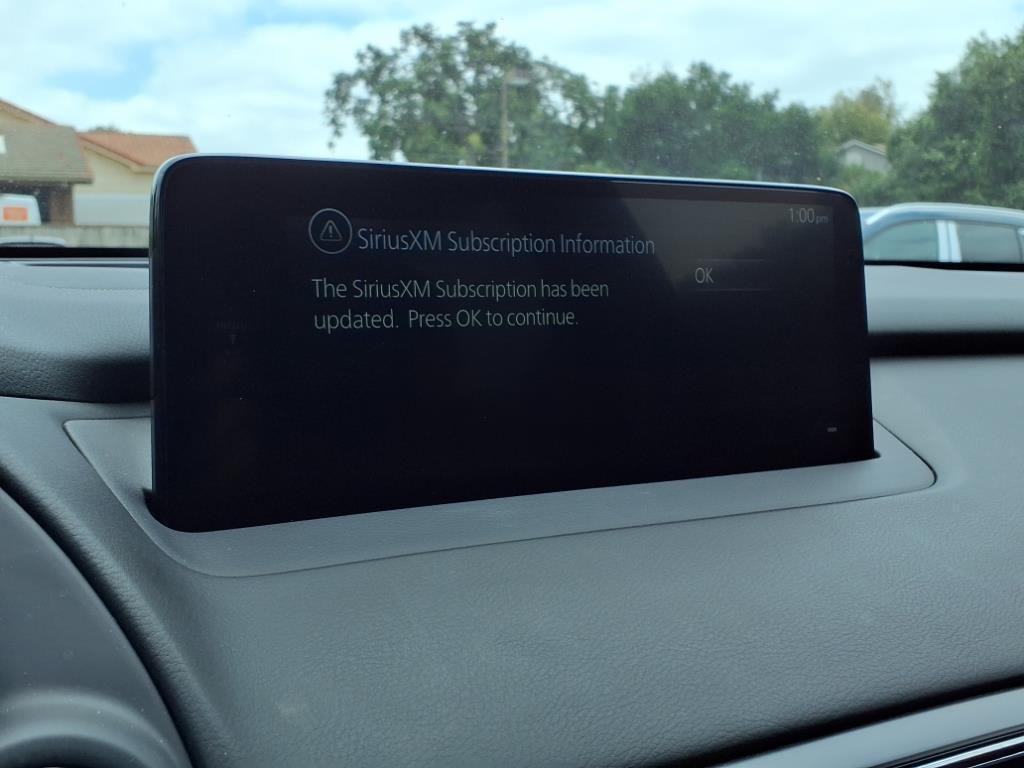 1:00pm
SiriusXM Subscription Information
OK
The SiriusXM Subscription has been
updated. Press OK to continue.